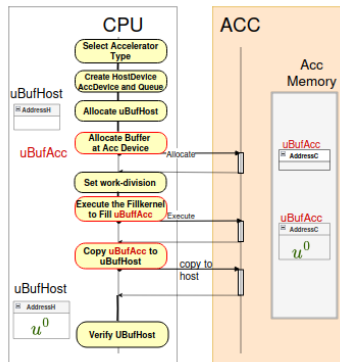 CPU
ACC
Select Accelerator
Type
Create HostDevice
AccDevice and Queue
uBufHost
AddressH
Allocate uBufHost
Acc
Memory
uBufAcc
Allocate Buffer
at Acc Device
Allocate
uBufAcc
AddressC
Set work-division
Execute the Fillkernel
to Fill uBuffAcc
Execute
uBufAcc
AddressC
u⁰
Copy uBufAcc to
uBufHost
copy to
host
uBufHost
AddressH
u⁰
Verify UBufHost